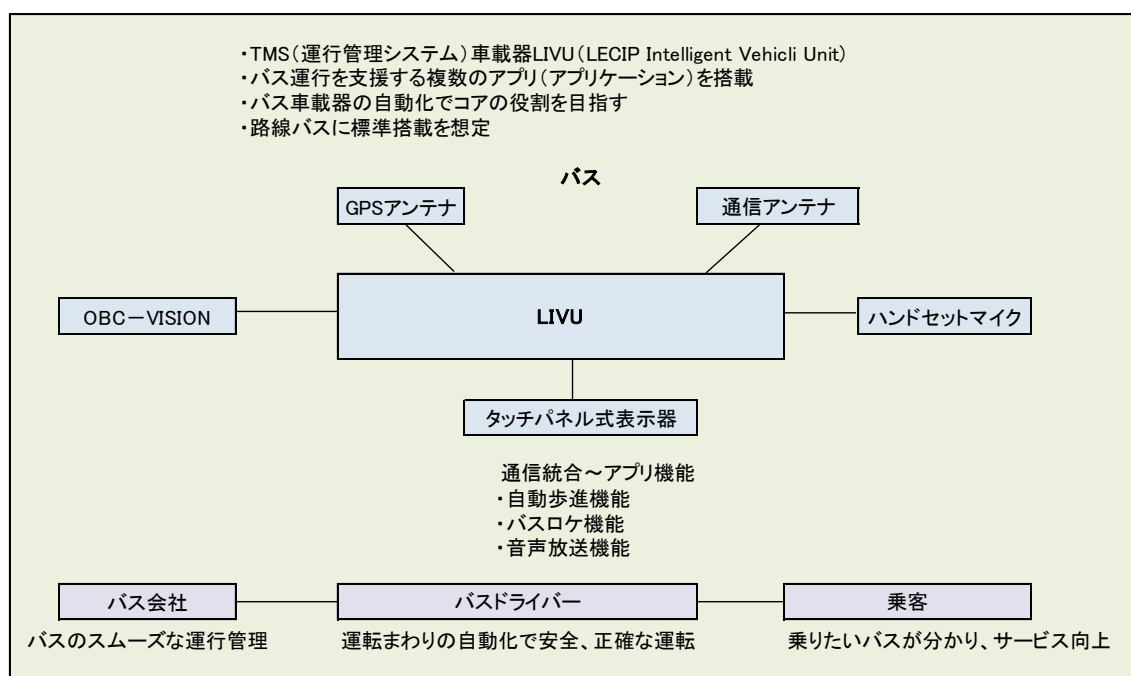 ・TMS(運行管理システム)車載器LIVU(LECIP Intelligent Vehicli Unit)
・バス運行を支援する複数のアプリ(アプリケーション)を搭載
・バス車載器の自動化でコアの役割を目指す
・路線バスに標準搭載を想定
バス
GPSアンテナ
通信アンテナ
OBC－VISION
LIVU
ハンドセットマイク
タッチパネル式表示器
通信統合～アプリ機能
・自動歩進機能
・バスロケ機能
・音声放送機能
バス会社
バスドライバー
乗客
バスのスムーズな運行管理
運転まわりの自動化で安全、正確な運転
乗りたいバスが分かり、サービス向上